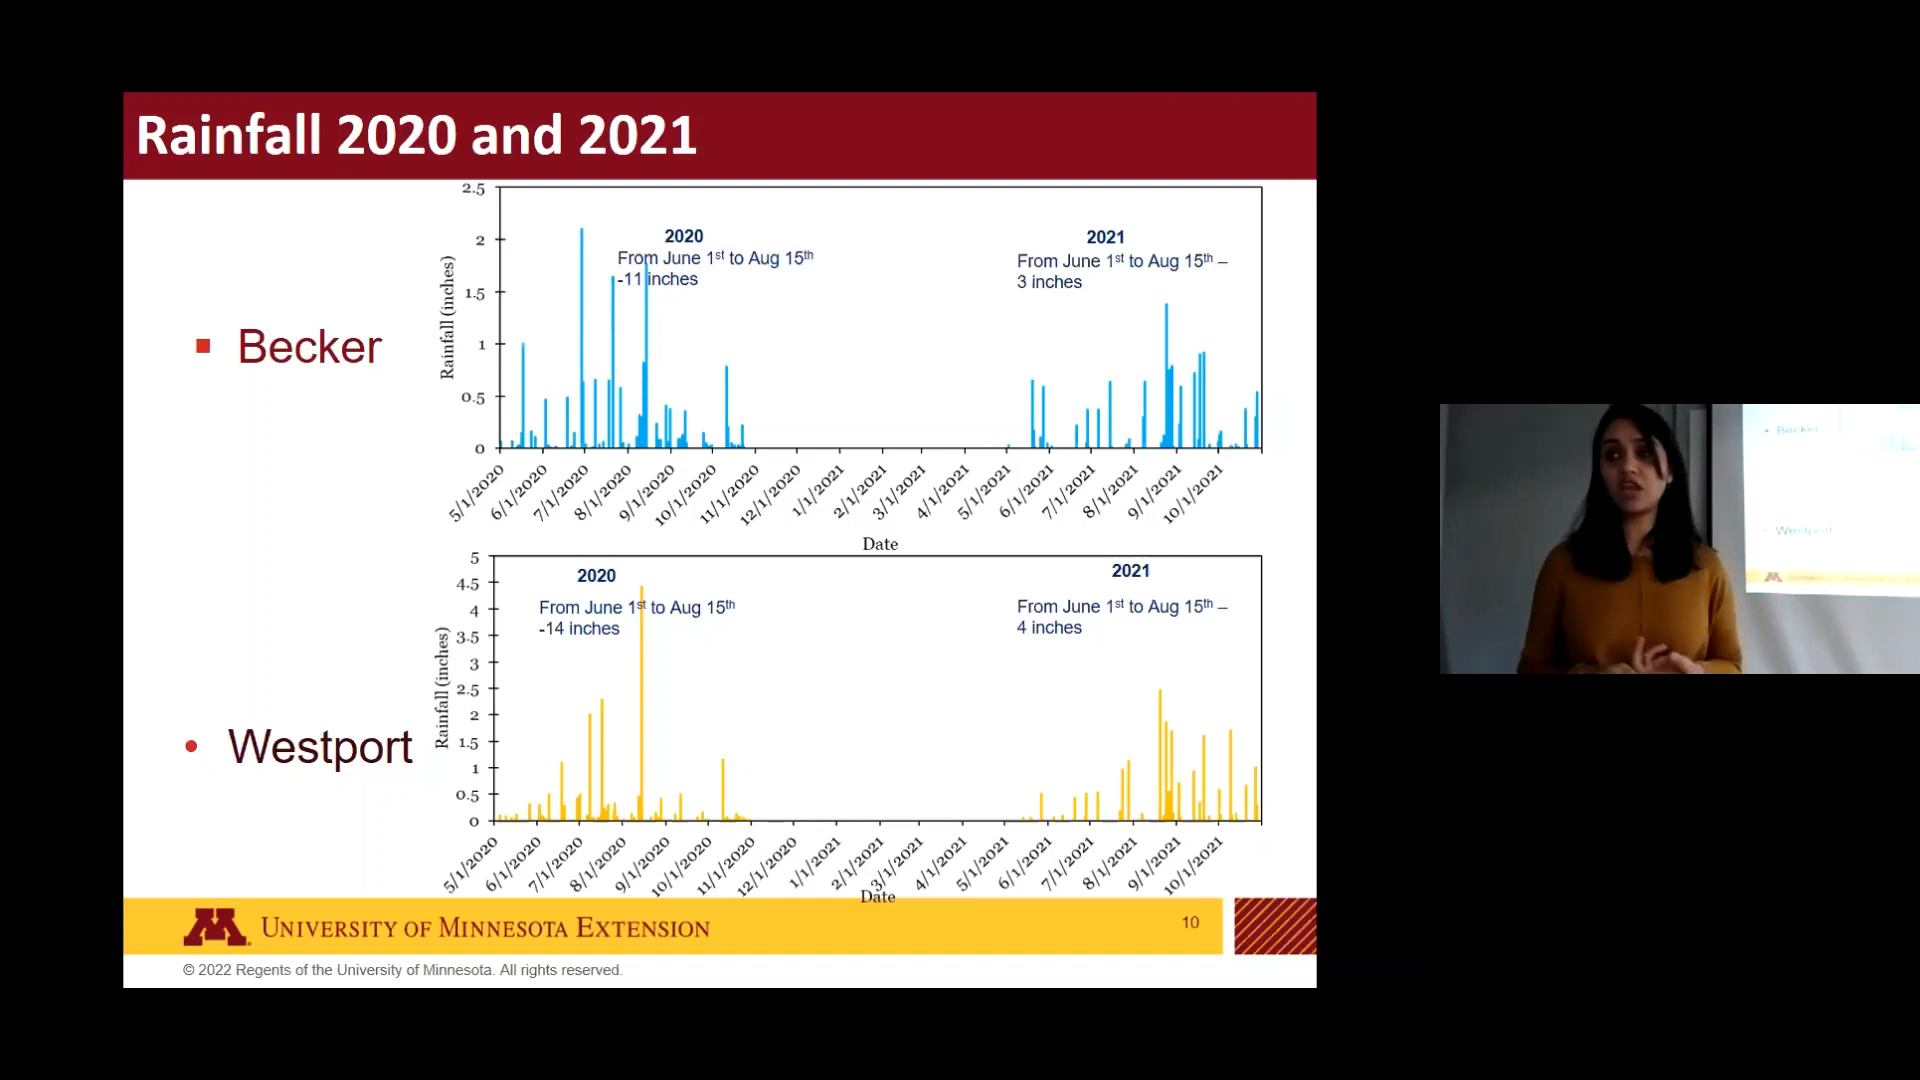 Rainfall 2020 and 2021
Becker
Rainfall (inches)
2.5
2
1.5
1
0.5
0
2020
From June 1st to Aug 15th
-11 inches
2021
From June 1st to Aug 15th –
3 inches
5/1/2020
6/1/2020
7/1/2020
8/1/2020
9/1/2020
10/1/2020
11/1/2020
12/1/2020
1/1/2021
2/1/2021
3/1/2021
4/1/2021
5/1/2021
6/1/2021
7/1/2021
8/1/2021
9/1/2021
10/1/2021
Date
Westport
Rainfall (inches)
5
4.5
4
3.5
3
2.5
2
1.5
1
0.5
0
2020
From June 1st to Aug 15th
-14 inches
2021
From June 1st to Aug 15th –
4 inches
5/1/2020
6/1/2020
7/1/2020
8/1/2020
9/1/2020
10/1/2020
11/1/2020
12/1/2020
1/1/2021
2/1/2021
3/1/2021
4/1/2021
5/1/2021
6/1/2021
7/1/2021
8/1/2021
9/1/2021
10/1/2021
Date
M
UNIVERSITY OF MINNESOTA EXTENSION
10
© 2022 Regents of the University of Minnesota. All rights reserved.
Becker
Westport